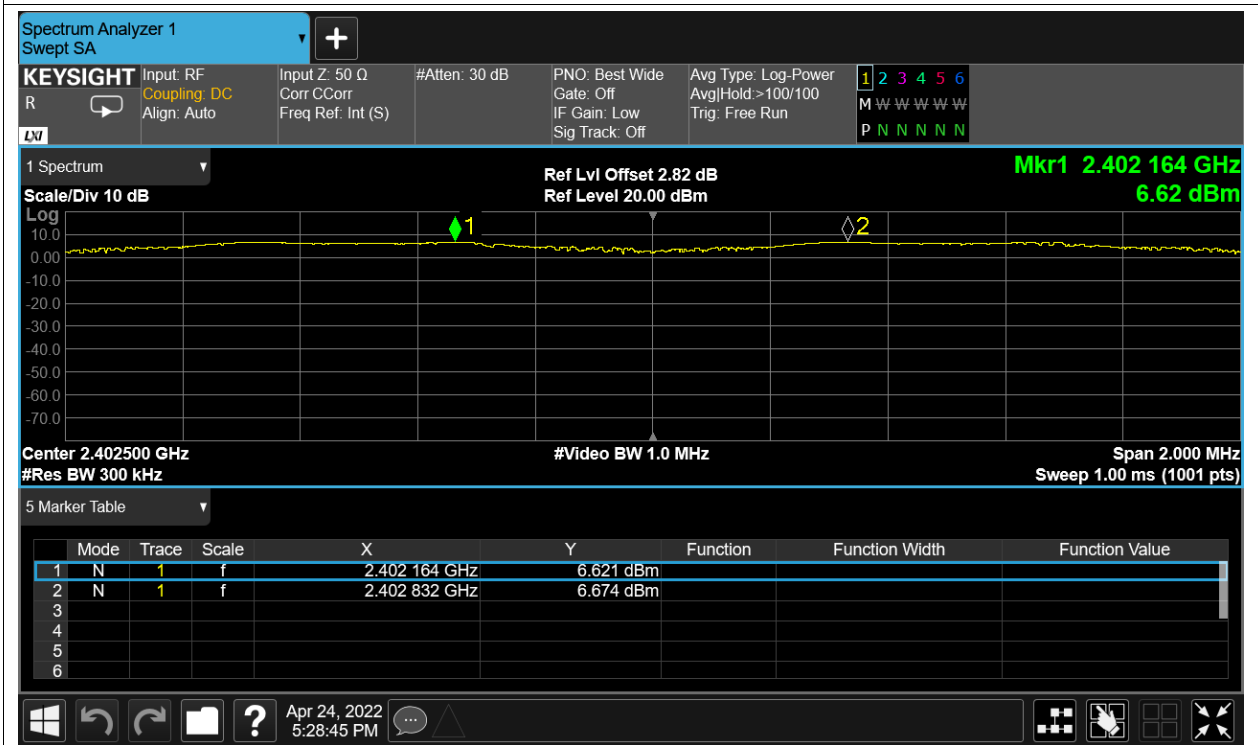 Spectrum Analyzer 1
Swept SA
KEYSIGHT Input: RF Input Z: 50 Ω #Atten: 30 dB PNO: Best Wide Avg Type: Log-Power 1 2 3 4 5 6
R Coupling: DC Corr CCorr Gate: Off Avg|Hold:>100/100 M W W W W W
Align: Auto Freq Ref: Int (S) IF Gain: Low Trig: Free Run
LXI Sig Track: Off P N N N N N
1 Spectrum Ref Lvl Offset 2.82 dB Mkr1 2.402 164 GHz
Scale/Div 10 dB Ref Level 20.00 dBm 6.62 dBm
Log
1 2
10.0
0.00
-10.0
-20.0
-30.0
-40.0
-50.0
-60.0
-70.0
Center 2.402500 GHz #Video BW 1.0 MHz Span 2.000 MHz
#Res BW 300 kHz Sweep 1.00 ms (1001 pts)
5 Marker Table
Mode Trace Scale X Y Function Function Width Function Value
1 N 1 f 2.402 164 GHz 6.621 dBm
2 N 1 f 2.402 832 GHz 6.674 dBm
3
4
5
6
? Apr 24, 2022
5:28:45 PM